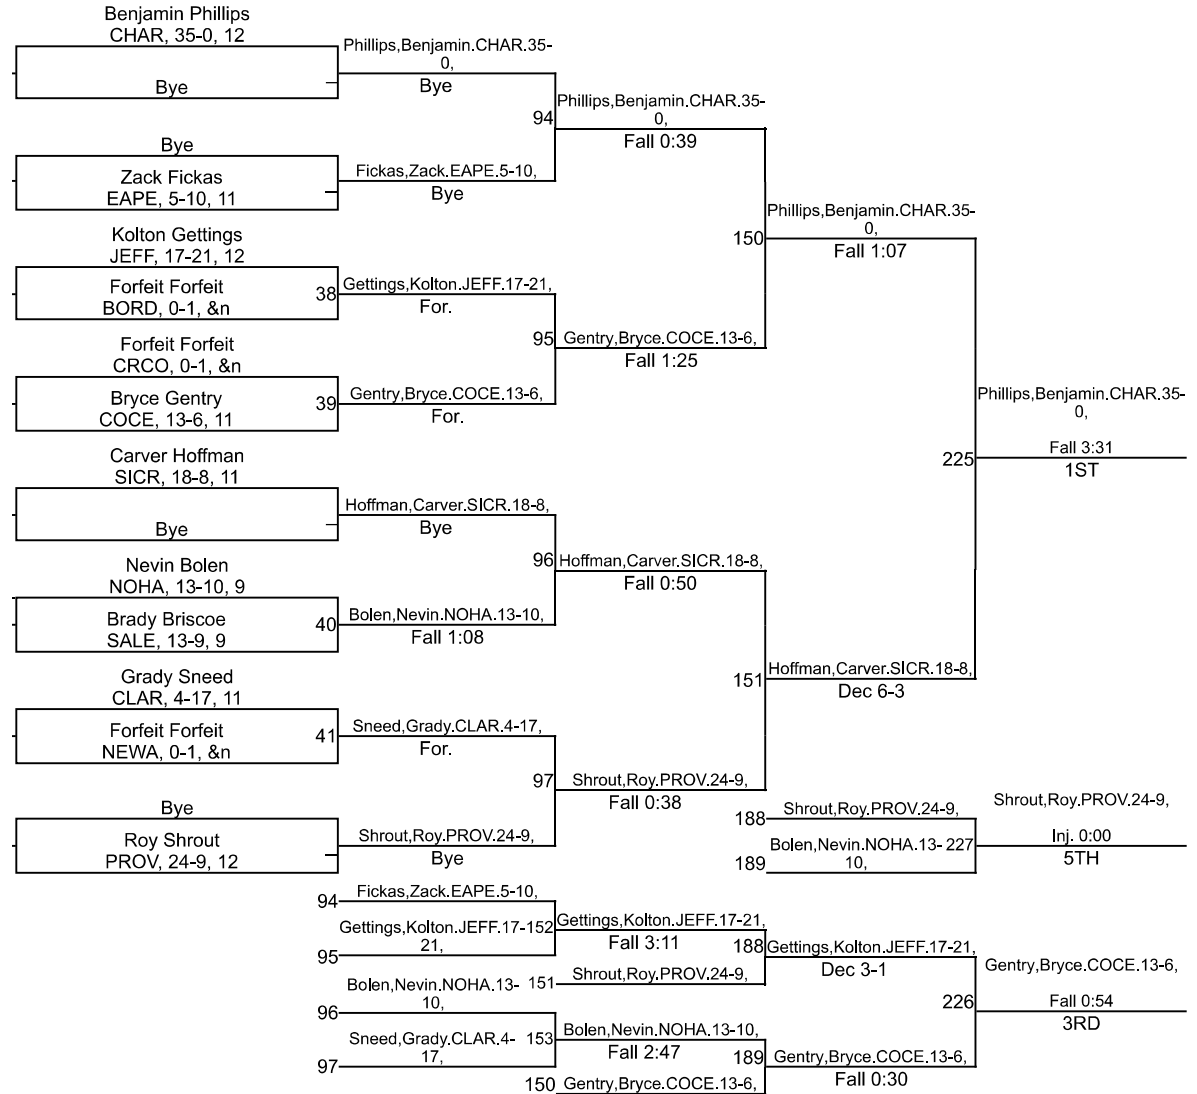 Benjamin Phillips
CHAR, 35-0, 12
Bye
Bye
Zack Fickas
EAPE, 5-10, 11
Kolton Gettings
JEFF, 17-21, 12
Forfeit Forfeit
BORD, 0-1, &n
38
Forfeit Forfeit
CRCO, 0-1, &n
Bryce Gentry
COCE, 13-6, 11
39
Carver Hoffman
SICR, 18-8, 11
Bye
Nevin Bolen
NOHA, 13-10, 9
Brady Briscoe
SALE, 13-9, 9
40
Grady Sneed
CLAR, 4-17, 11
Forfeit Forfeit
NEWA, 0-1, &n
41
Bye
Roy Shrout
PROV, 24-9, 12
Phillips,Benjamin.CHAR.35-
0,
Bye
94
Fickas,Zack.EAPE.5-10,
Bye
Gettings,Kolton.JEFF.17-21,
For.
95
Gentry,Bryce.COCE.13-6,
For.
Hoffman,Carver.SICR.18-8,
Bye
96
Bolen,Nevin.NOHA.13-10,
Fall 1:08
Sneed,Grady.CLAR.4-17,
For.
97
Shrout,Roy.PROV.24-9,
Bye
Phillips,Benjamin.CHAR.35-
0,
Fall 0:39
150
Gentry,Bryce.COCE.13-6,
Fall 1:25
Hoffman,Carver.SICR.18-8,
Fall 0:50
151
Shrout,Roy.PROV.24-9,
Fall 0:38
Phillips,Benjamin.CHAR.35-
0,
Fall 1:07
225
Hoffman,Carver.SICR.18-8,
Dec 6-3
Phillips,Benjamin.CHAR.35-
0,
Fall 3:31
1ST
188
Shrout,Roy.PROV.24-9,
189
Bolen,Nevin.NOHA.13-
10,
227
Shrout,Roy.PROV.24-9,
Inj. 0:00
5TH
94
Fickas,Zack.EAPE.5-10,
95
Gettings,Kolton.JEFF.17-
21,
152
96
Bolen,Nevin.NOHA.13-
10,
97
Sneed,Grady.CLAR.4-
17,
153
Gettings,Kolton.JEFF.17-21,
Fall 3:11
188
151
Shrout,Roy.PROV.24-9,
Bolen,Nevin.NOHA.13-10,
Fall 2:47
189
150
Gentry,Bryce.COCE.13-6,
Gettings,Kolton.JEFF.17-21,
Dec 3-1
226
Gentry,Bryce.COCE.13-6,
Fall 0:30
Gentry,Bryce.COCE.13-6,
Fall 0:54
3RD